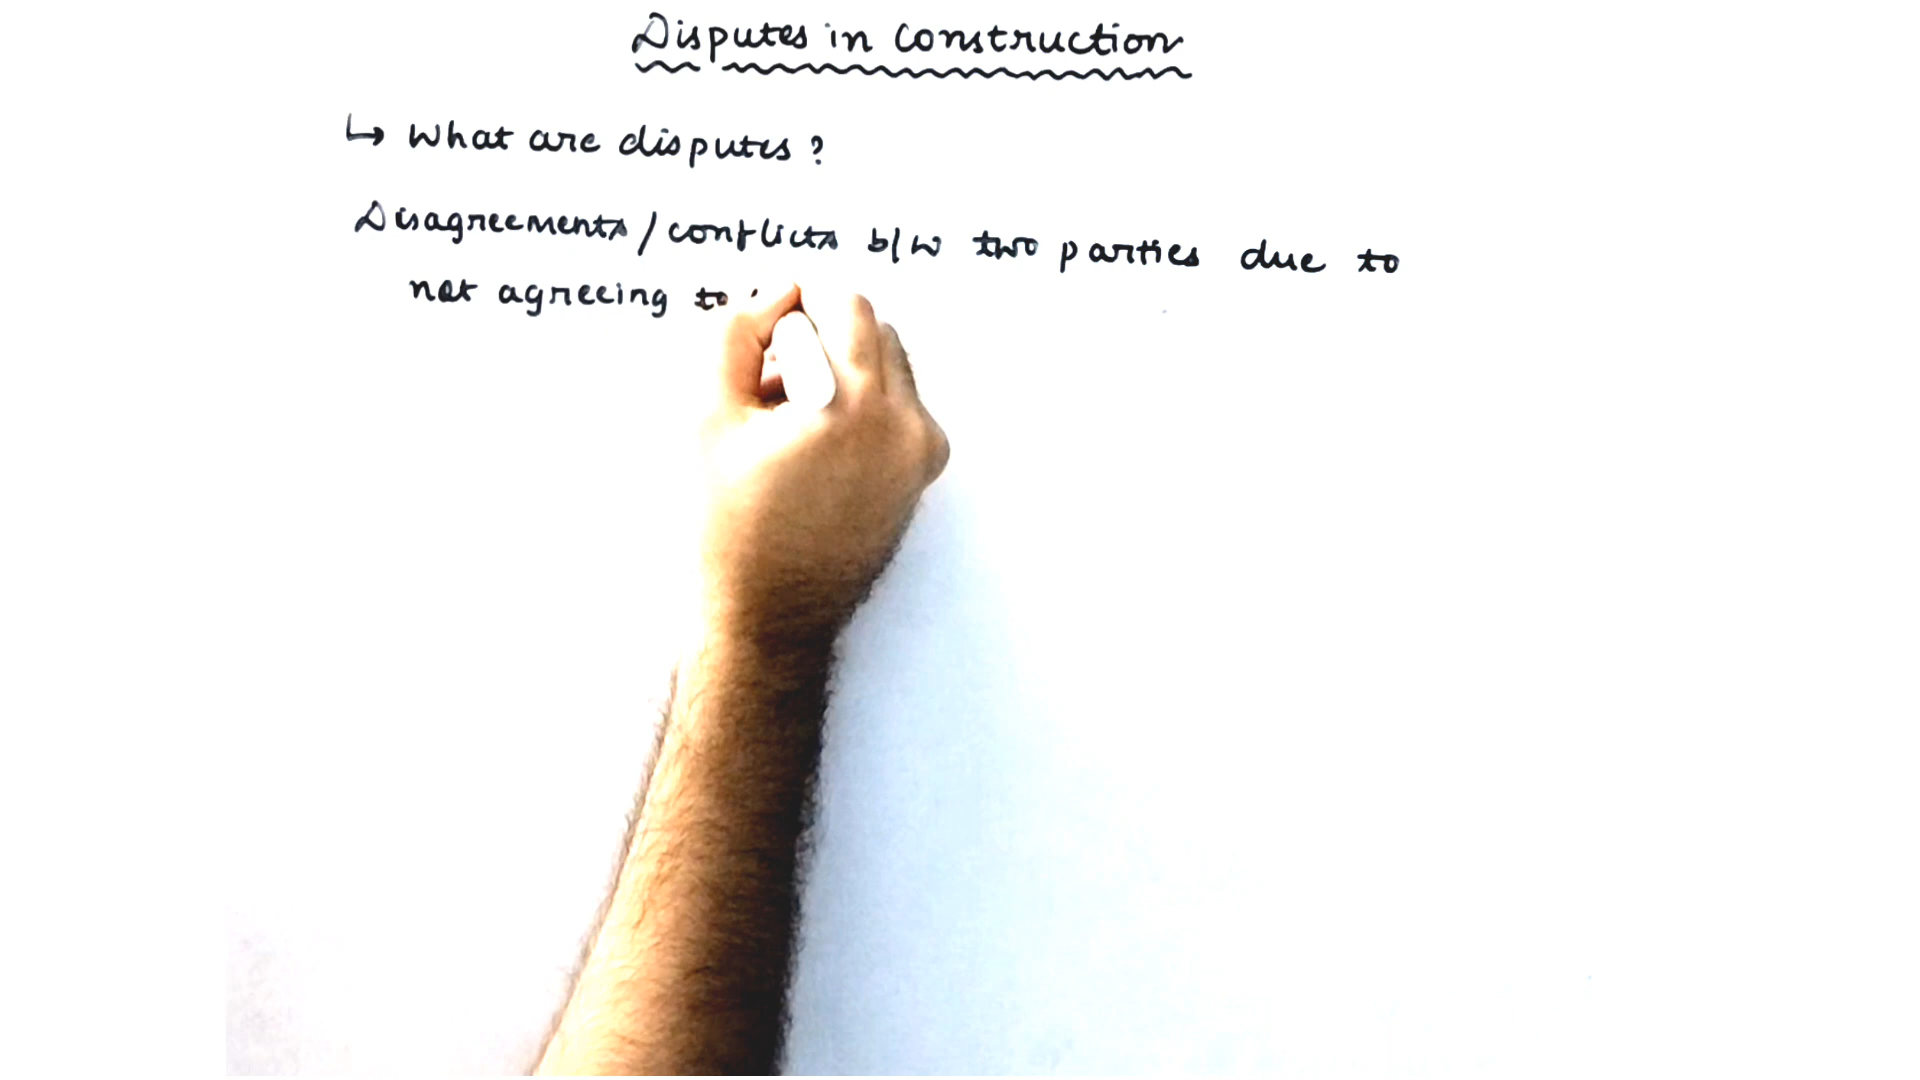 Disputes in construction
↳ What are disputes?
Disagreements/conflicts b/w two parties due to
not agreeing to